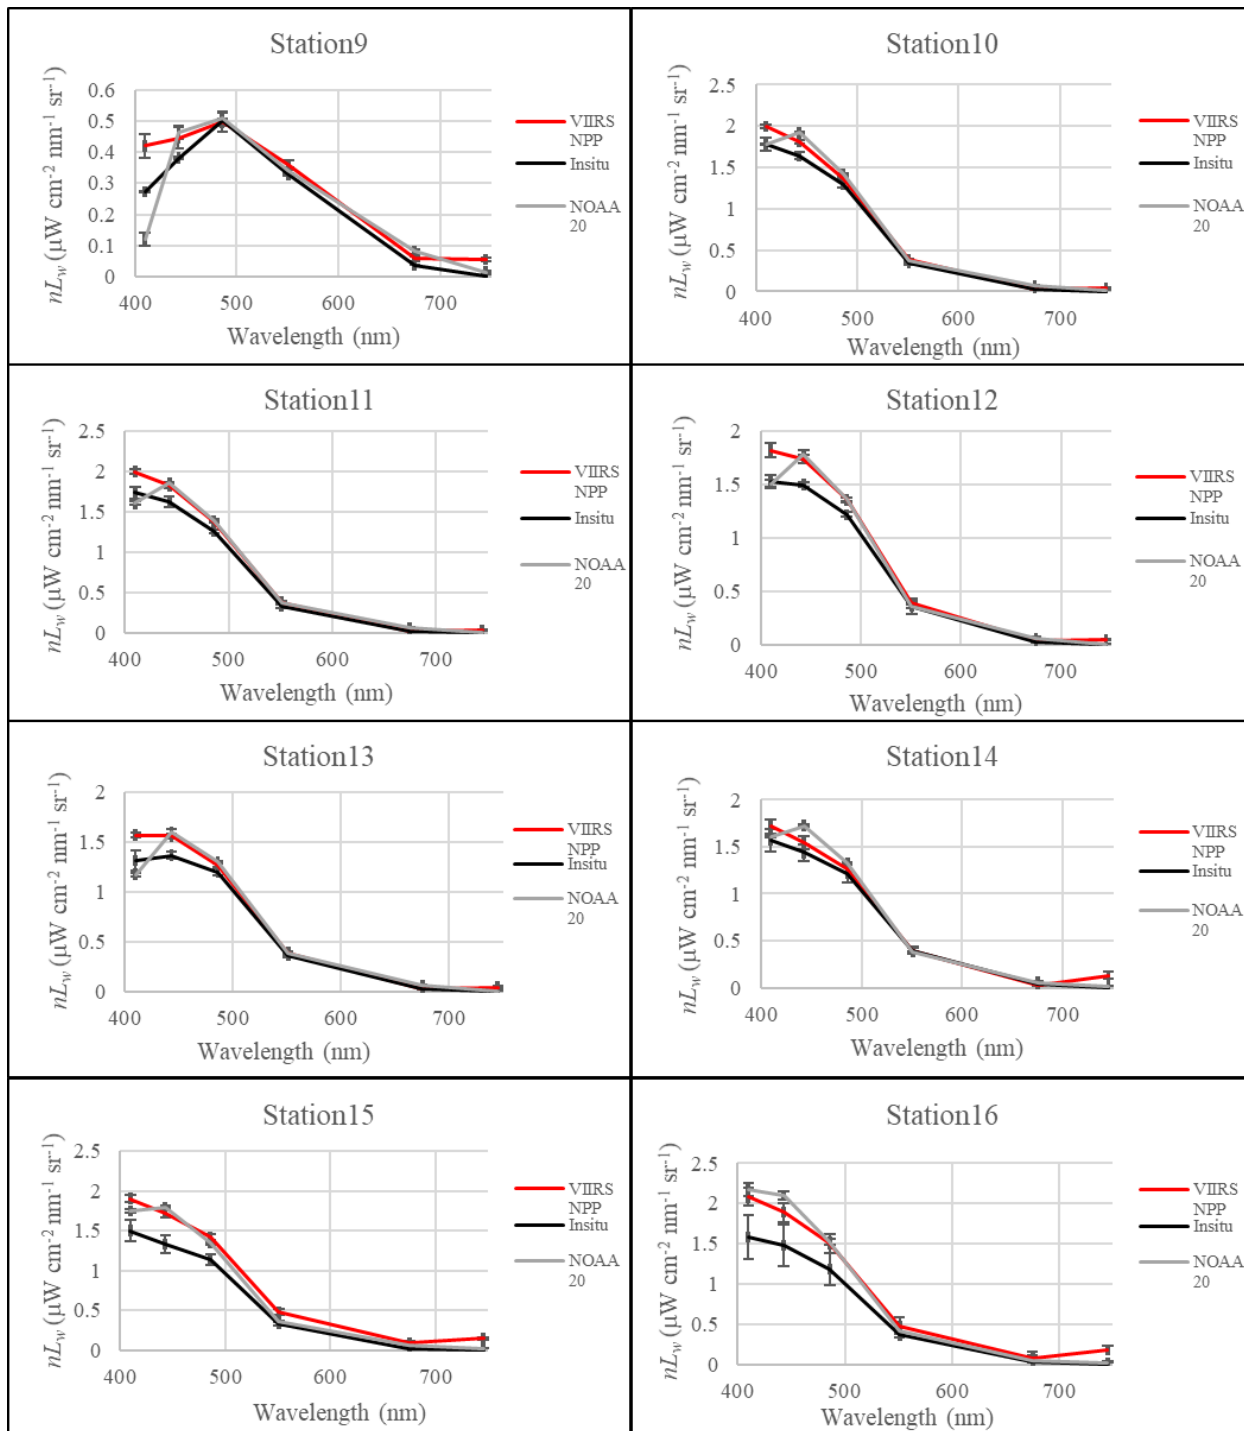 Station9
nL_w (µW cm-2 nm-1 sr-1)
0.6
0.5
0.4
0.3
0.2
0.1
0
400 500 600 700
Wavelength (nm)
VIIRS
NPP
Insitu
NOAA
20
Station10
nL_w (µW cm-2 nm-1 sr-1)
2.5
2
1.5
1
0.5
0
400 500 600 700
Wavelength (nm)
VIIRS
NPP
Insitu
NOAA
20
Station11
nL_w (µW cm-2 nm-1 sr-1)
2.5
2
1.5
1
0.5
0
400 500 600 700
Wavelength (nm)
VIIRS
NPP
Insitu
NOAA
20
Station12
nL_w (µW cm-2 nm-1 sr-1)
2
1.5
1
0.5
0
400 500 600 700
Wavelength (nm)
VIIRS
NPP
Insitu
NOAA
20
Station13
nL_w (µW cm-2 nm-1 sr-1)
2
1.5
1
0.5
0
400 500 600 700
Wavelength (nm)
VIIRS
NPP
Insitu
NOAA
20
Station14
nL_w (µW cm-2 nm-1 sr-1)
2
1.5
1
0.5
0
400 500 600 700
Wavelength (nm)
VIIRS
NPP
Insitu
NOAA
20
Station15
nL_w (µW cm-2 nm-1 sr-1)
2.5
2
1.5
1
0.5
0
400 500 600 700
Wavelength (nm)
VIIRS
NPP
Insitu
NOAA
20
Station16
nL_w (µW cm-2 nm-1 sr-1)
2.5
2
1.5
1
0.5
0
400 500 600 700
Wavelength (nm)
VIIRS
NPP
Insitu
NOAA
20